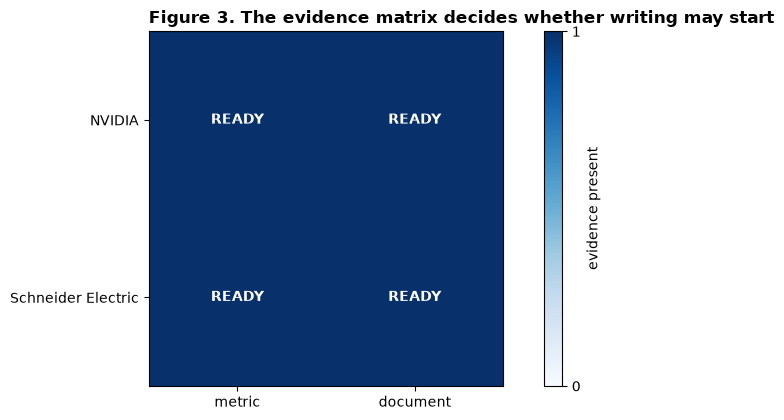 Figure 3. The evidence matrix decides whether writing may start
NVIDIA
READY
READY
Schneider Electric
READY
READY
metric
document
1
evidence present
0